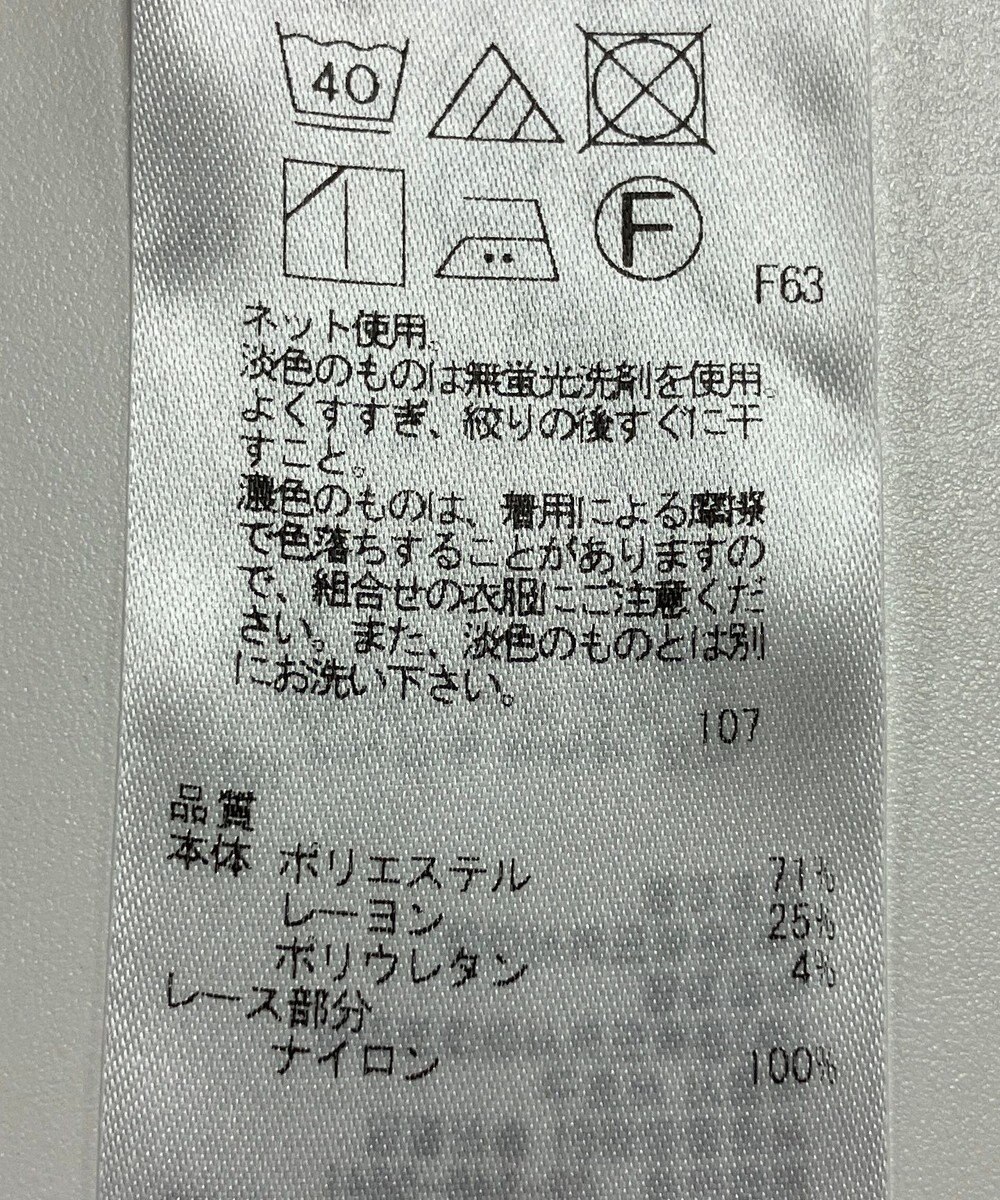 40
F
F63
ネット使用。
淡色のものは無蛍光洗剤を使用。
よくすすぎ、絞りの後すぐに干
すこと。
濃色のものは、着用による摩擦
で色落ちすることがありますの
で、組合せの衣服にご注意くだ
さい。また、淡色のものとは別
にお洗い下さい。
107
品質
本体 ポリエステル 71%
レーヨン 25%
ポリウレタン 4%
レース部分
ナイロン 100%